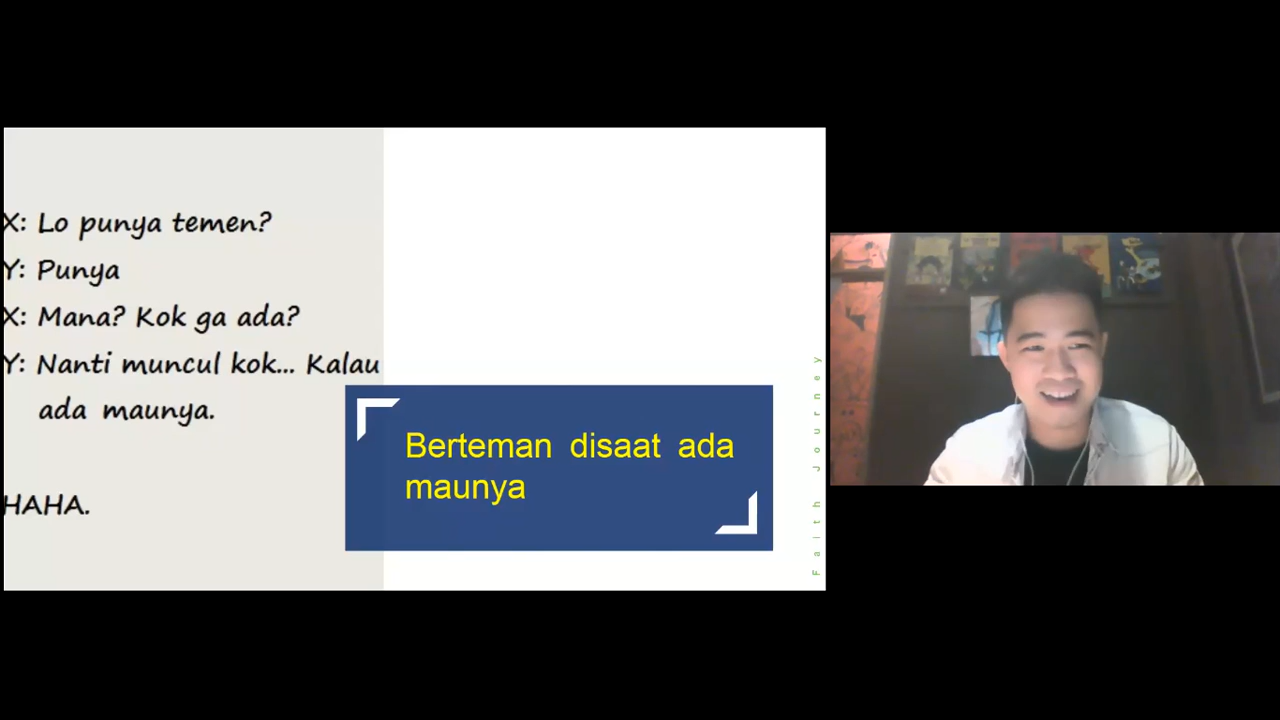 X: Lo punya temen?
Y: Punya
X: Mana? Kok ga ada?
Y: Nanti muncul kok... Kalau
ada maunya.
HAHA.
Berteman disaat ada
maunya
Faith Journey